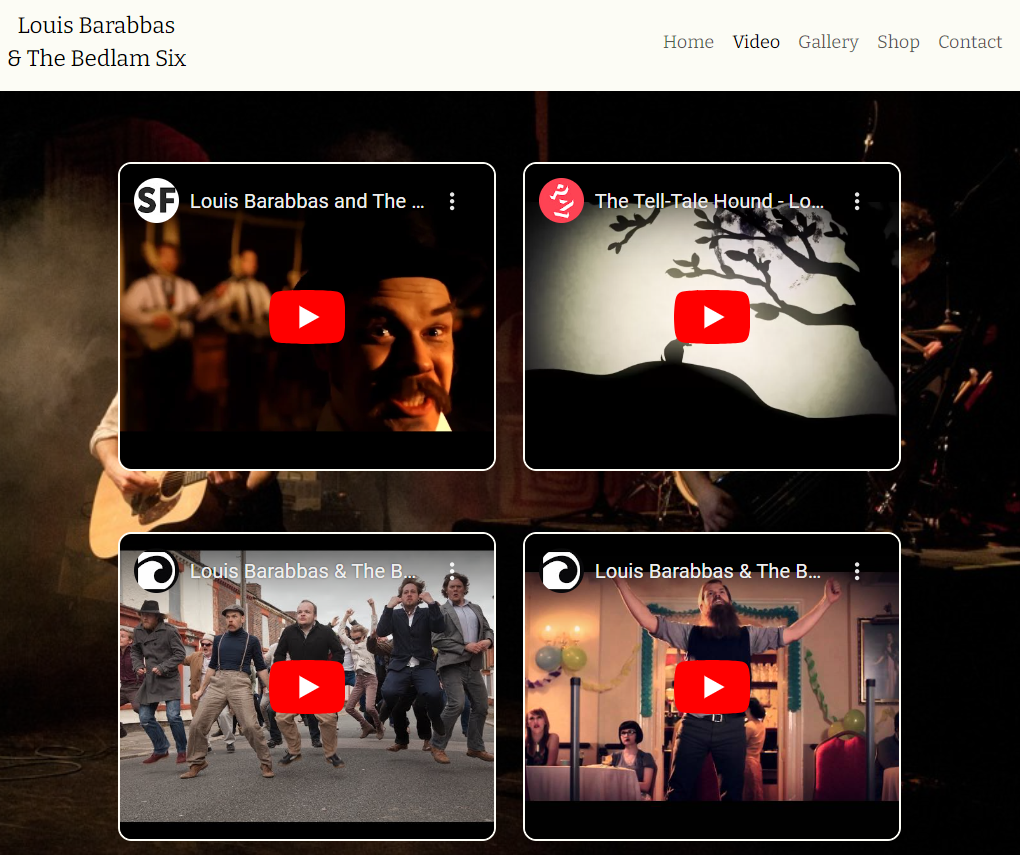 Louis Barabbas
& The Bedlam Six
Home Video Gallery Shop Contact
SF Louis Barabbas and The ...
The Tell-Tale Hound - Lo...
Louis Barabbas & The B...
Louis Barabbas & The B...